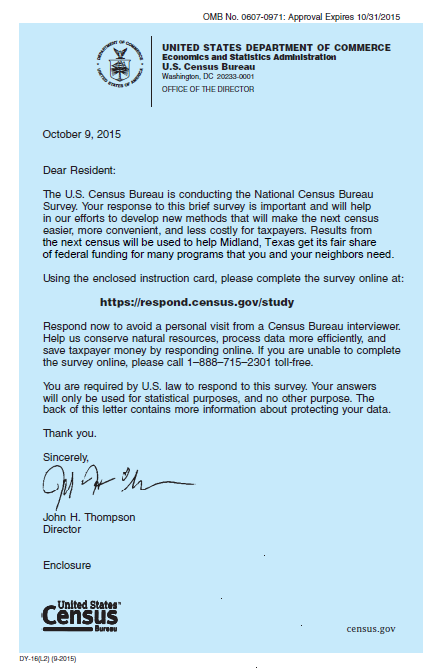 OMB No. 0607-0971: Approval Expires 10/31/2015
DEPARTMENT OF COMMERCE
UNITED STATES OF AMERICA
UNITED STATES DEPARTMENT OF COMMERCE
Economics and Statistics Administration
U.S. Census Bureau
Washington, DC 20233-0001
OFFICE OF THE DIRECTOR
October 9, 2015
Dear Resident:
The U.S. Census Bureau is conducting the National Census Bureau
Survey. Your response to this brief survey is important and will help
in our efforts to develop new methods that will make the next census
easier, more convenient, and less costly for taxpayers. Results from
the next census will be used to help Midland, Texas get its fair share
of federal funding for many programs that you and your neighbors need.
Using the enclosed instruction card, please complete the survey online at:
https://respond.census.gov/study
Respond now to avoid a personal visit from a Census Bureau interviewer.
Help us conserve natural resources, process data more efficiently, and
save taxpayer money by responding online. If you are unable to complete
the survey online, please call 1–888–715–2301 toll-free.
You are required by U.S. law to respond to this survey. Your answers
will only be used for statistical purposes, and no other purpose. The
back of this letter contains more information about protecting your data.
Thank you.
Sincerely,
John H. Thompson
Director
Enclosure
United States™
Census
Bureau
census.gov
DY-16(L2) (9-2015)